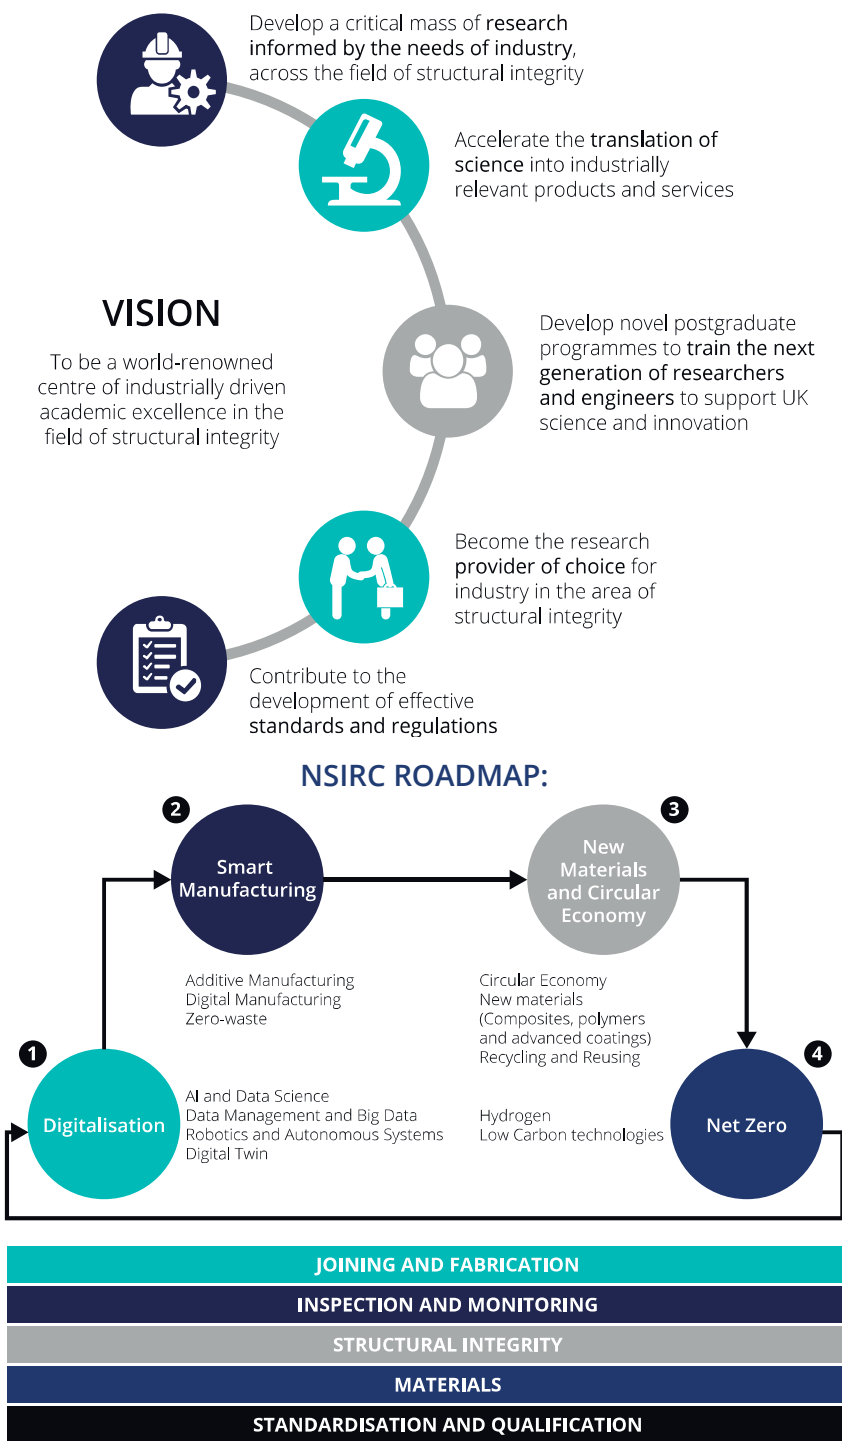 Develop a critical mass of research
informed by the needs of industry,
across the field of structural integrity
Accelerate the translation of
science into industrially
relevant products and services
VISION
To be a world-renowned
centre of industrially driven
academic excellence in the
field of structural integrity
Develop novel postgraduate
programmes to train the next
generation of researchers
and engineers to support UK
science and innovation
Become the research
provider of choice for
industry in the area of
structural integrity
Contribute to the
development of effective
standards and regulations
NSIRC ROADMAP:
1
Digitalisation
AI and Data Science
Data Management and Big Data
Robotics and Autonomous Systems
Digital Twin
2
Smart
Manufacturing
Additive Manufacturing
Digital Manufacturing
Zero-waste
3
New
Materials
and Circular
Economy
Circular Economy
New materials
(Composites, polymers
and advanced coatings)
Recycling and Reusing
4
Net Zero
Hydrogen
Low Carbon technologies
JOINING AND FABRICATION
INSPECTION AND MONITORING
STRUCTURAL INTEGRITY
MATERIALS
STANDARDISATION AND QUALIFICATION